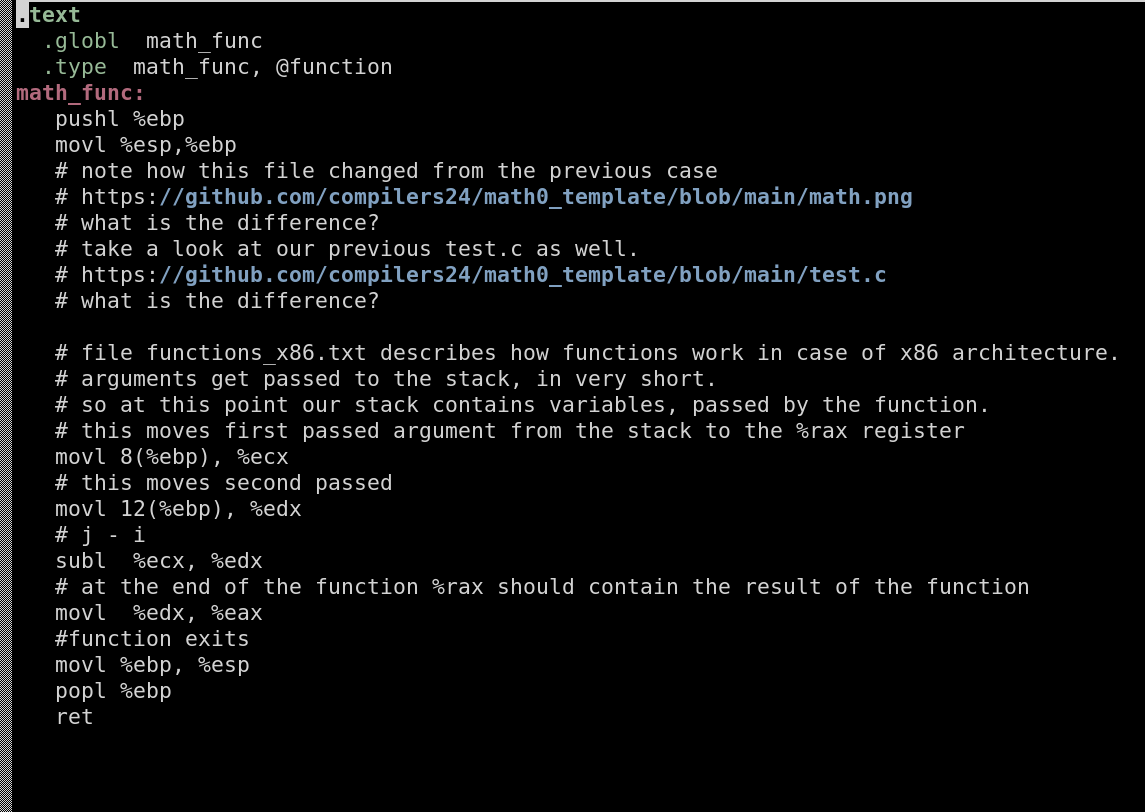 .text
.globl  math_func
.type  math_func, @function
math_func:
pushl %ebp
movl %esp,%ebp
# note how this file changed from the previous case
# https://github.com/compilers24/math0_template/blob/main/math.png
# what is the difference?
# take a look at our previous test.c as well.
# https://github.com/compilers24/math0_template/blob/main/test.c
# what is the difference?
# file functions_x86.txt describes how functions work in case of x86 architecture.
# arguments get passed to the stack, in very short.
# so at this point our stack contains variables, passed by the function.
# this moves first passed argument from the stack to the %rax register
movl 8(%ebp), %ecx
# this moves second passed
movl 12(%ebp), %edx
# j - i
subl  %ecx, %edx
# at the end of the function %rax should contain the result of the function
movl  %edx, %eax
#function exits
movl %ebp, %esp
popl %ebp
ret